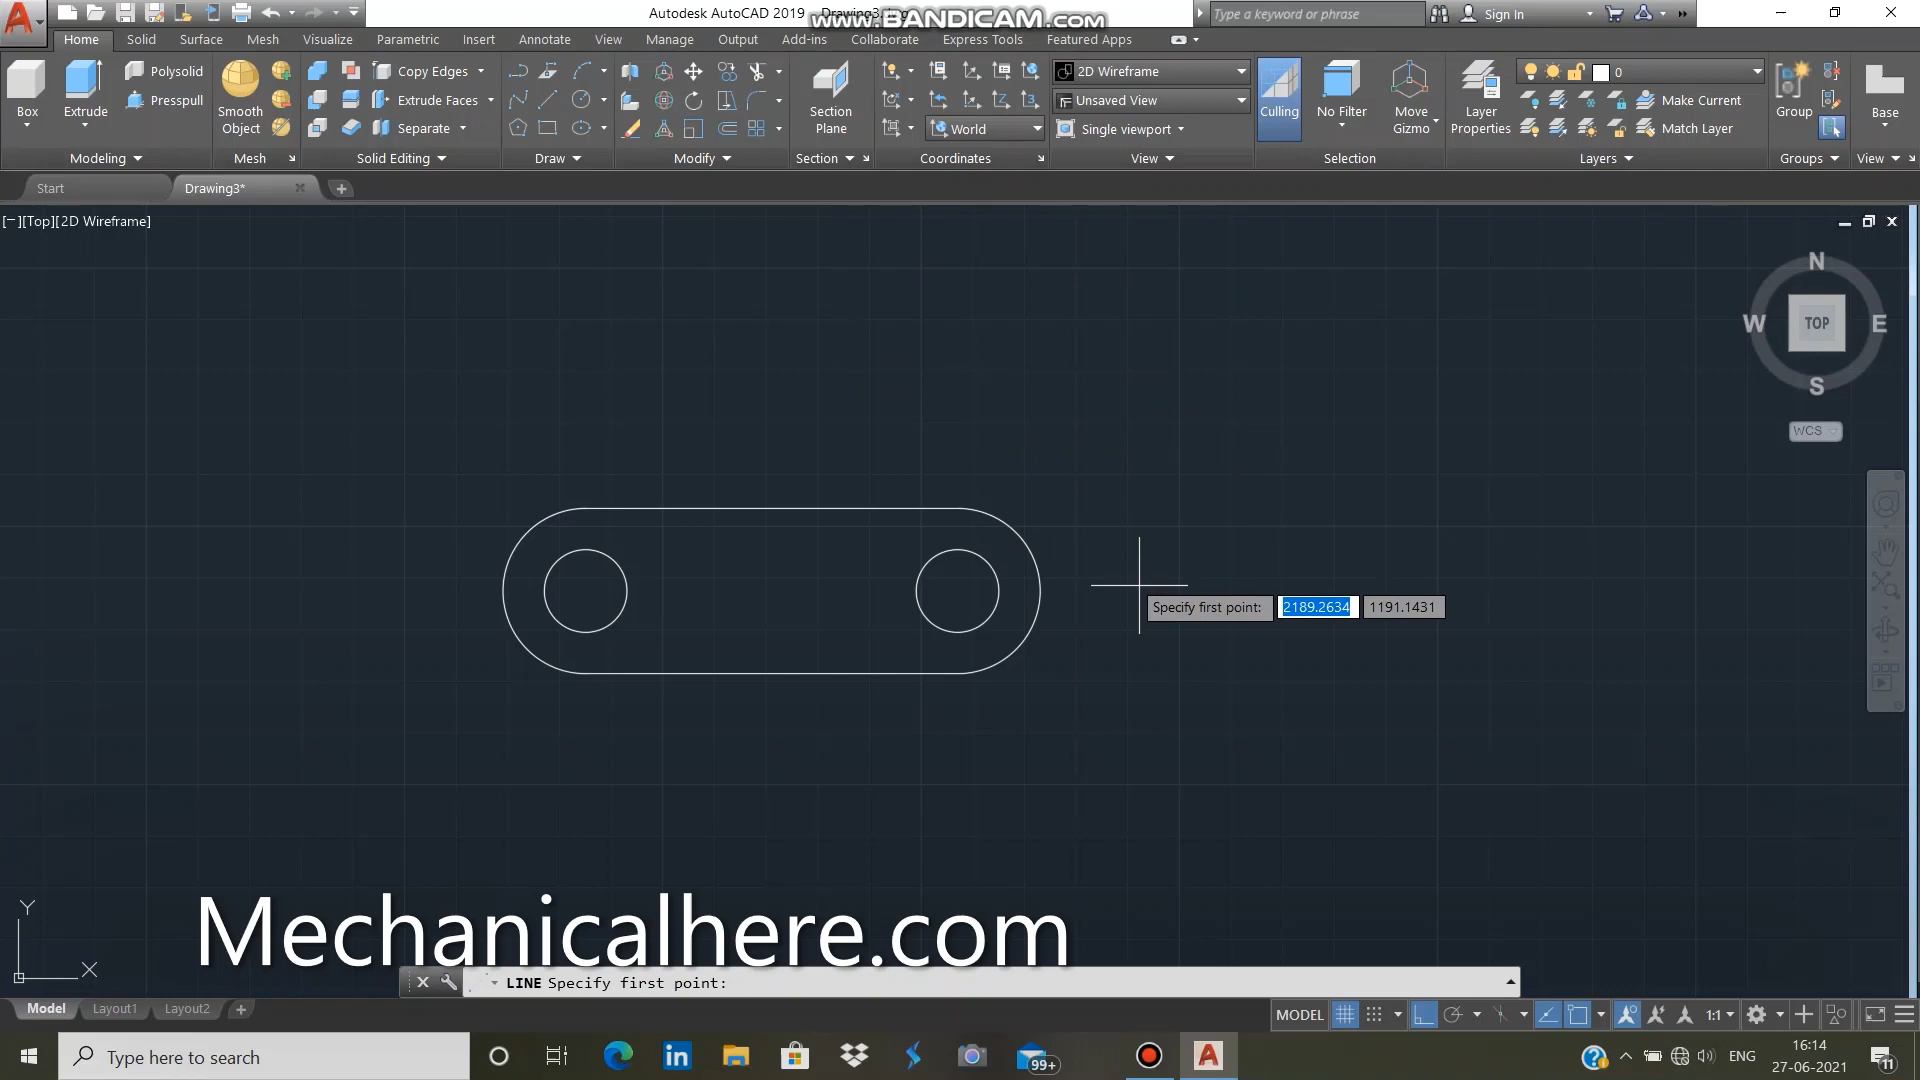 Autodesk AutoCAD 2019 Drawing3.dwg
www.BANDICAM.com
Type a keyword or phrase
Sign In
Home Solid Surface Mesh Visualize Parametric Insert Annotate View Manage Output Add-ins Collaborate Express Tools Featured Apps
Box
Extrude
Polysolid
Presspull
Smooth
Object
Copy Edges
Extrude Faces
Separate
Section
Plane
World
2D Wireframe
Unsaved View
Single viewport
Culling
No Filter
Move
Gizmo
Layer
Properties
0
Make Current
Match Layer
Group
Base
Modeling Mesh Solid Editing Draw Modify Section Coordinates View Selection Layers Groups View
Start Drawing3*
[−][Top][2D Wireframe]
N
W TOP E
S
WCS
Specify first point: 2189.2634 1191.1431
Y
X
Mechanicalhere.com
LINE Specify first point:
Model Layout1 Layout2
MODEL 1:1
Type here to search
99+
ENG
16:14
27-06-2021
11